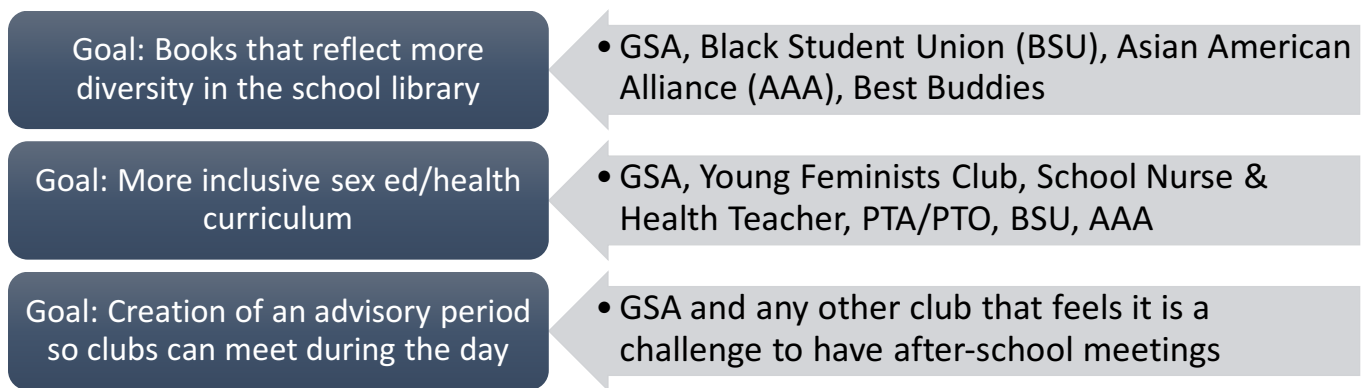 Goal: Books that reflect more
diversity in the school library
• GSA, Black Student Union (BSU), Asian American
Alliance (AAA), Best Buddies
Goal: More inclusive sex ed/health
curriculum
• GSA, Young Feminists Club, School Nurse &
Health Teacher, PTA/PTO, BSU, AAA
Goal: Creation of an advisory period
so clubs can meet during the day
• GSA and any other club that feels it is a
challenge to have after-school meetings